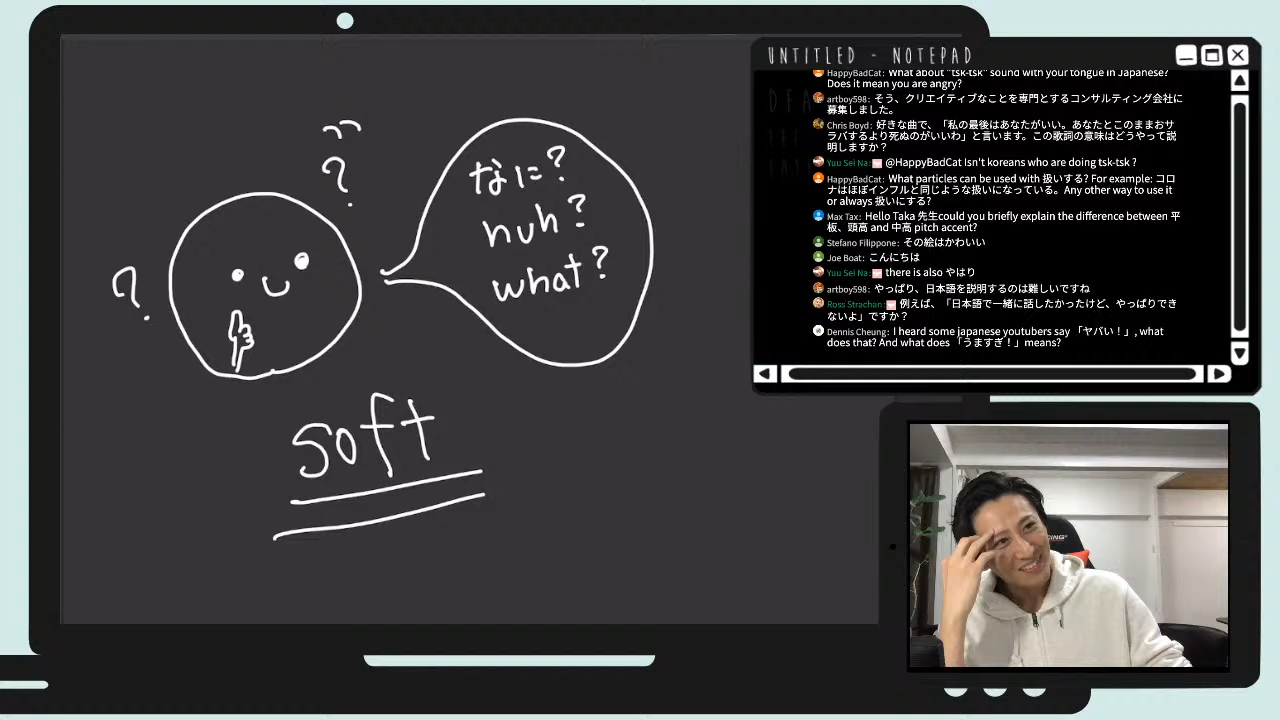 ?
?
なに?
nuh?
what?
soft
UNTITLED - NOTEPAD
HappyBadCat: What about "tsk-tsk" sound with your tongue in Japanese?
Does it mean you are angry?
artboy598: そう、クリエイティブなことを専門とするコンサルティング会社に
募集しました。
Chris Boyd: 好きな曲で、「私の最後はあなたがいい。あなたとこのままおサ
ラバするより死ぬのがいいわ」と言います。この歌詞の意味はどうやって説
明しますか？
Yuu Sei Na: @HappyBadCat Isn't koreans who are doing tsk-tsk ?
HappyBadCat: What particles can be used with 扱いする? For example: コロ
ナはほぼインフルと同じような扱いになっている。Any other way to use it
or always 扱いにする?
Max Tax: Hello Taka 先生could you briefly explain the difference between 平
板、頭高 and 中高 pitch accent?
Stefano Filippone: その絵はかわいい
Joe Boat: こんにちは
Yuu Sei Na: there is also やはり
artboy598: やっぱり、日本語を説明するのは難しいですね
Ross Strachan: 例えば、「日本語で一緒に話したかったけど、やっぱりでき
ないよ」ですか？
Dennis Cheung: I heard some japanese youtubers say 「ヤバい！」, what
does that? And what does 「うますぎ！」means?